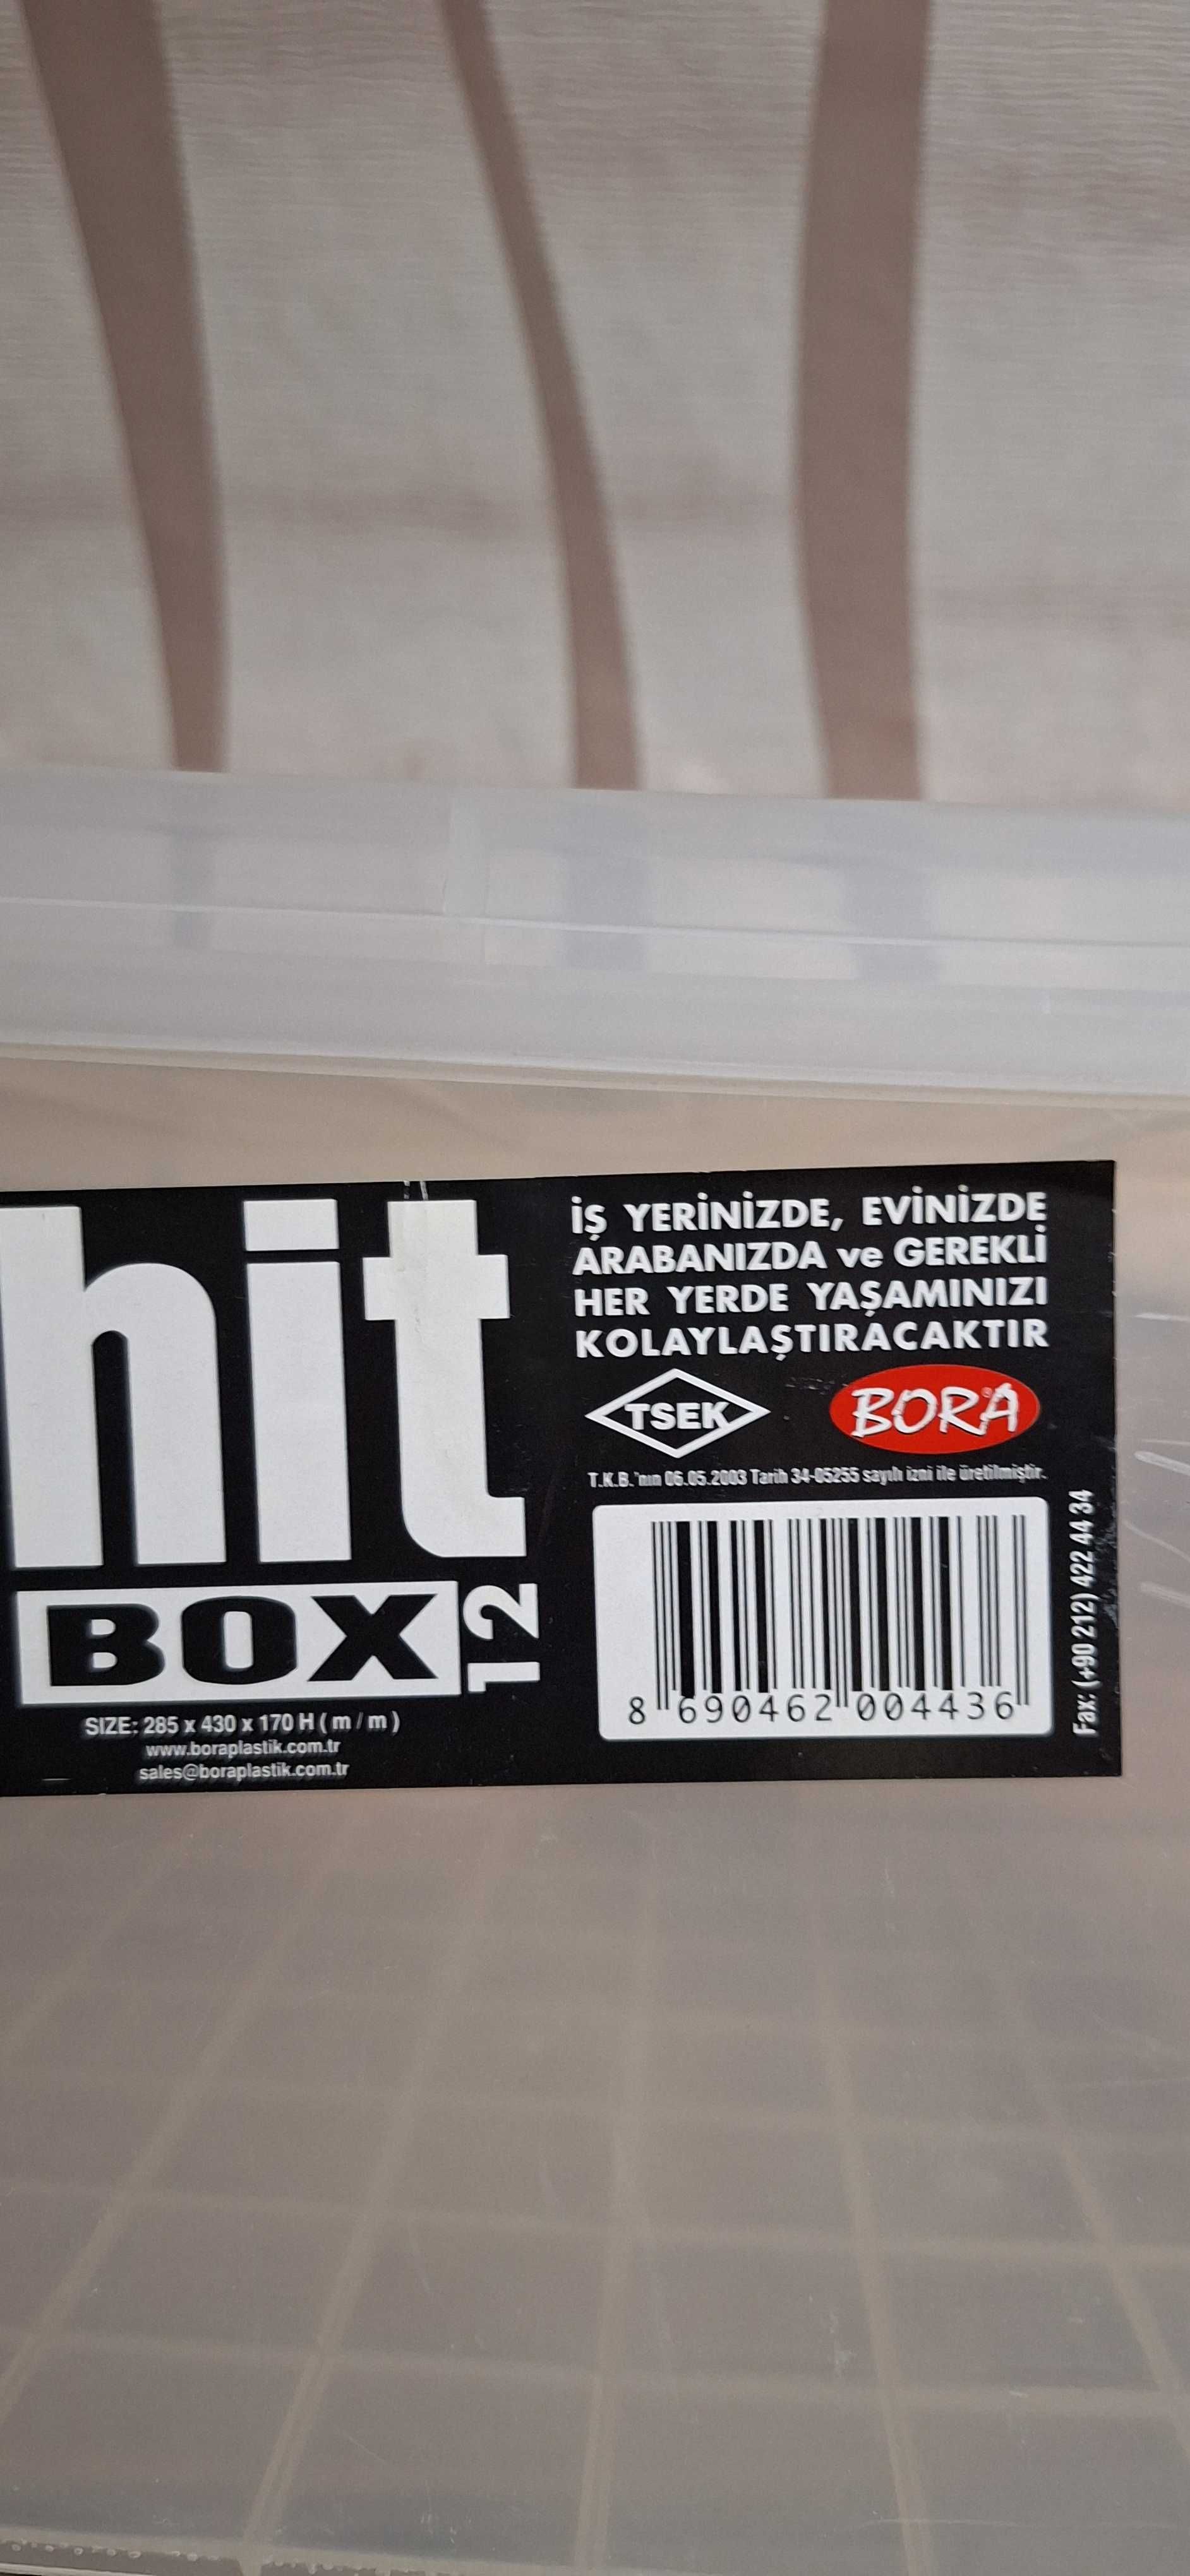 hit
BOX 12
SIZE: 285 x 430 x 170 H ( m / m )
www.boraplastik.com.tr
sales@boraplastik.com.tr
İŞ YERİNİZDE, EVİNİZDE
ARABANIZDA ve GEREKLİ
HER YERDE YAŞAMINIZI
KOLAYLAŞTIRACAKTIR
TSEK
BORA
T.K.B.'nın 06.05.2003 Tarih 34-05255 sayılı izni ile üretilmiştir.
8 690462 004436
Fax: (+90 212) 422 44 34